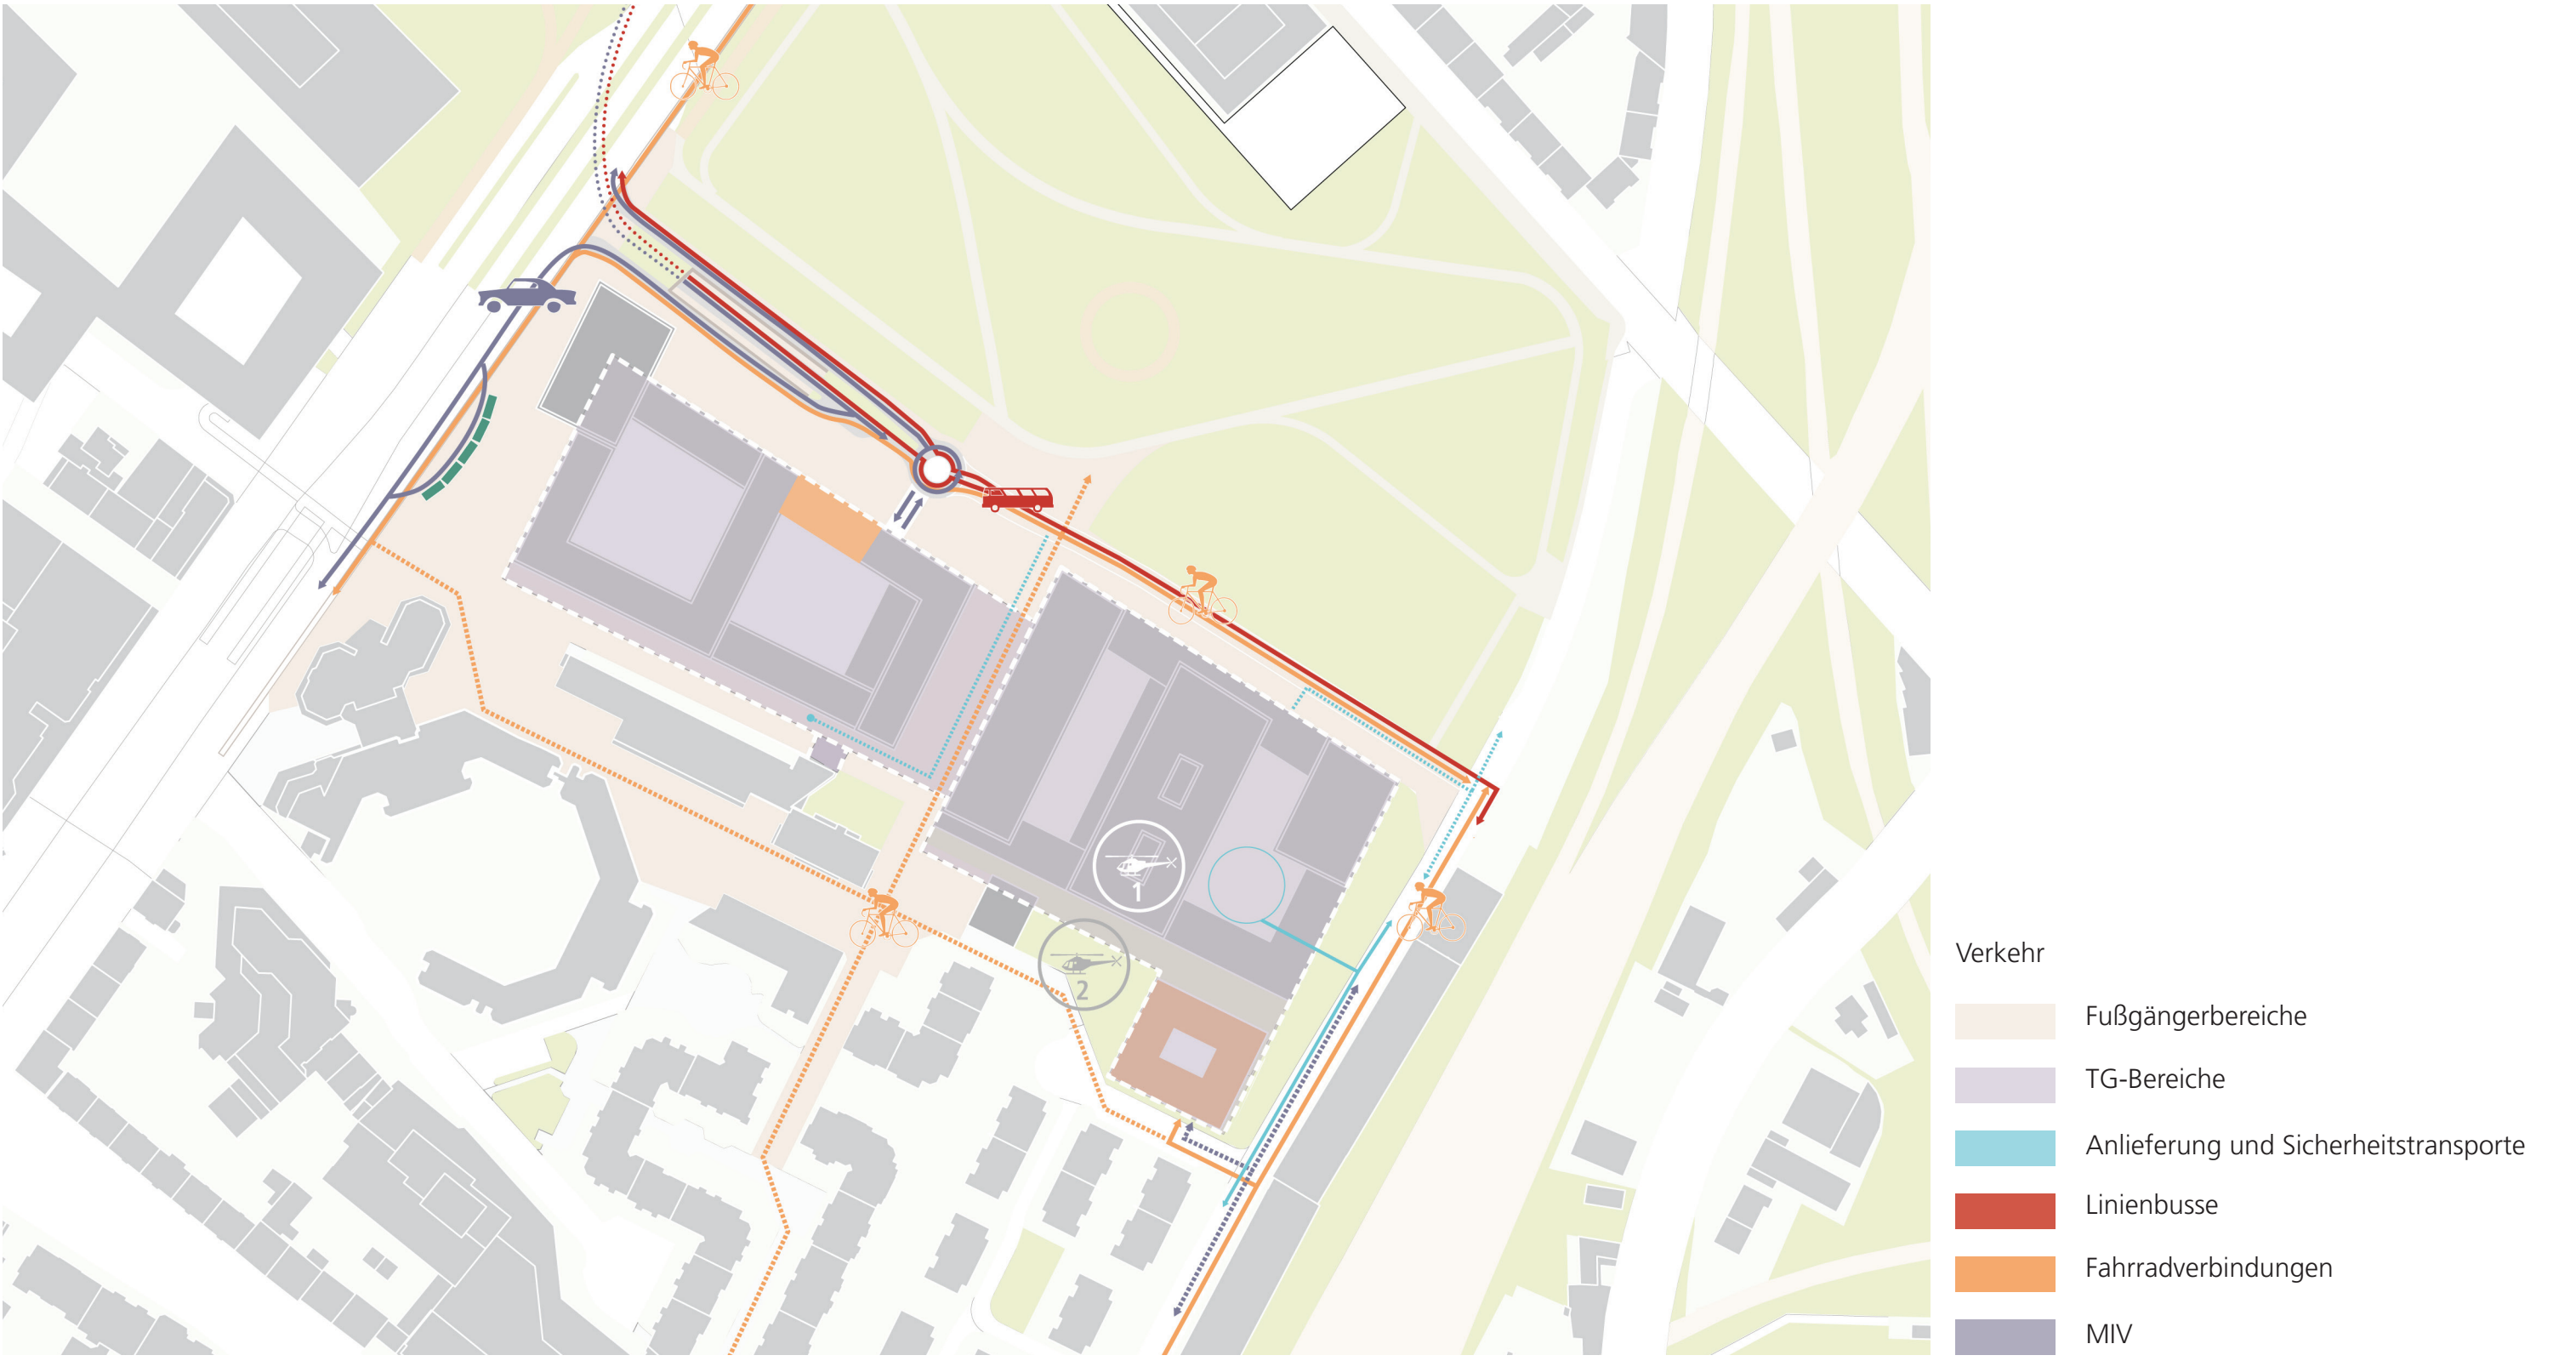 1
2
Verkehr
Fußgängerbereiche
TG-Bereiche
Anlieferung und Sicherheitstransporte
Linienbusse
Fahrradverbindungen
MIV